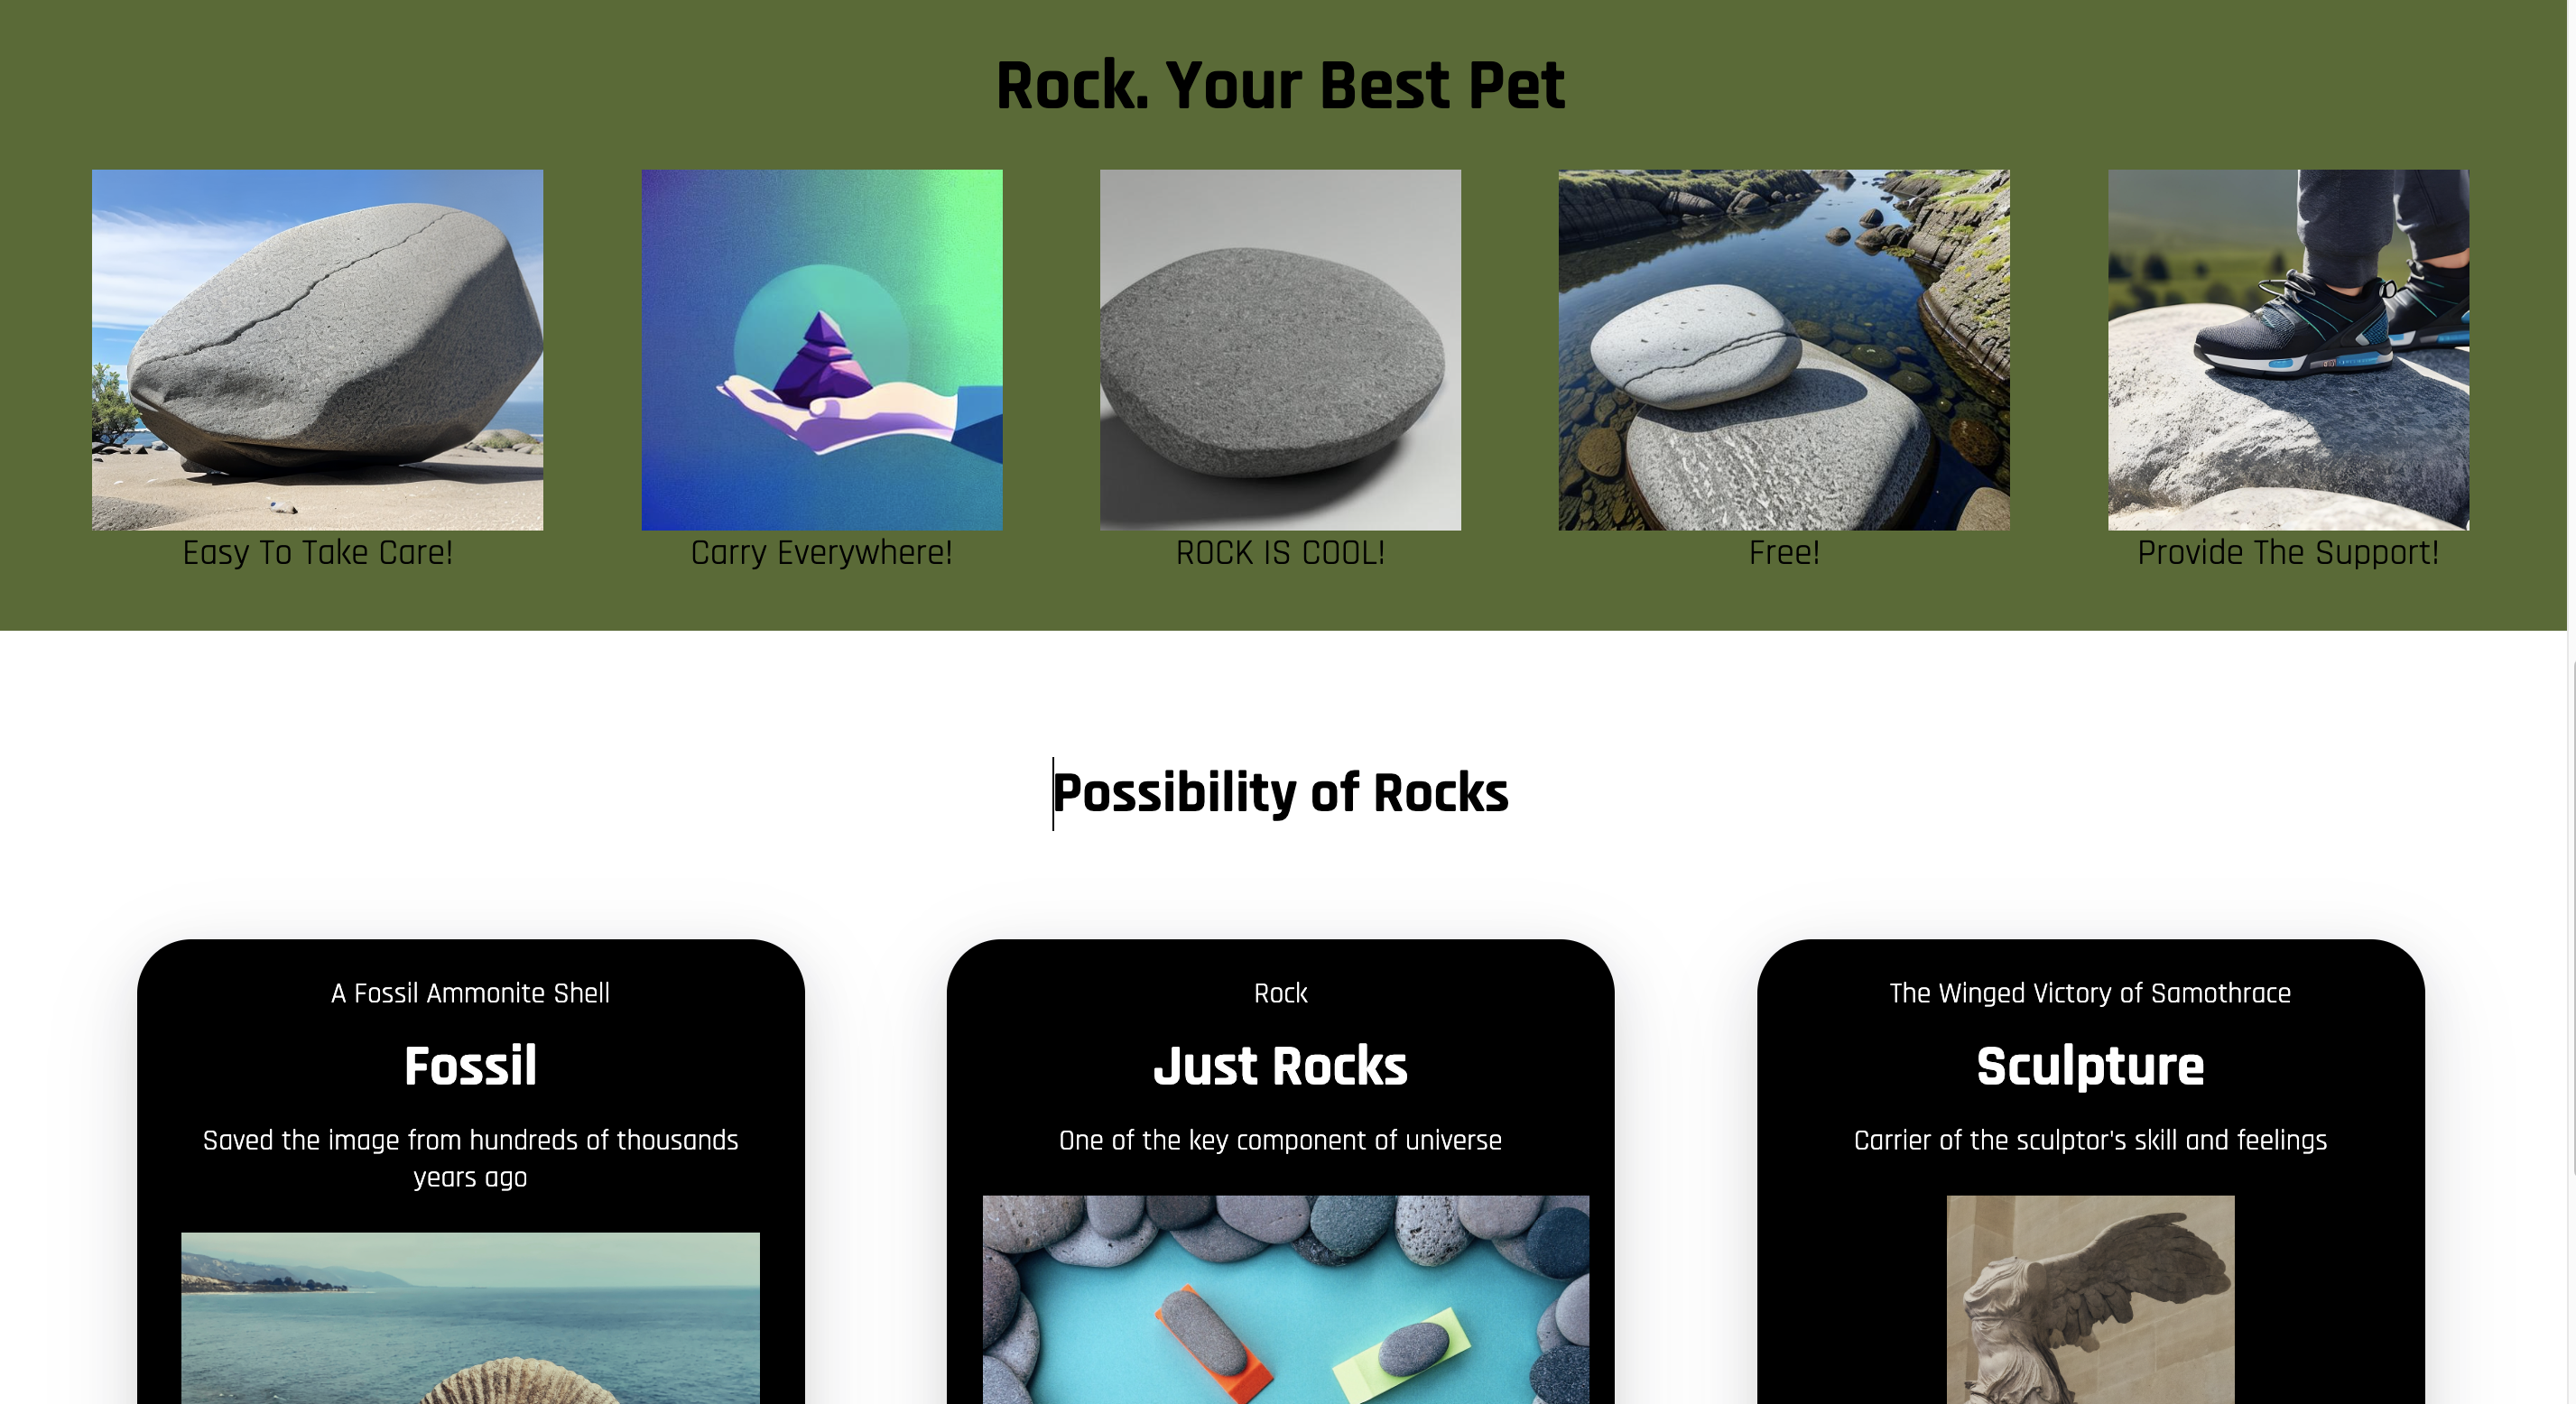 Rock. Your Best Pet
Easy To Take Care!
Carry Everywhere!
ROCK IS COOL!
Free!
Provide The Support!
Possibility of Rocks
A Fossil Ammonite Shell
Fossil
Saved the image from hundreds of thousands
years ago
Rock
Just Rocks
One of the key component of universe
The Winged Victory of Samothrace
Sculpture
Carrier of the sculptor's skill and feelings